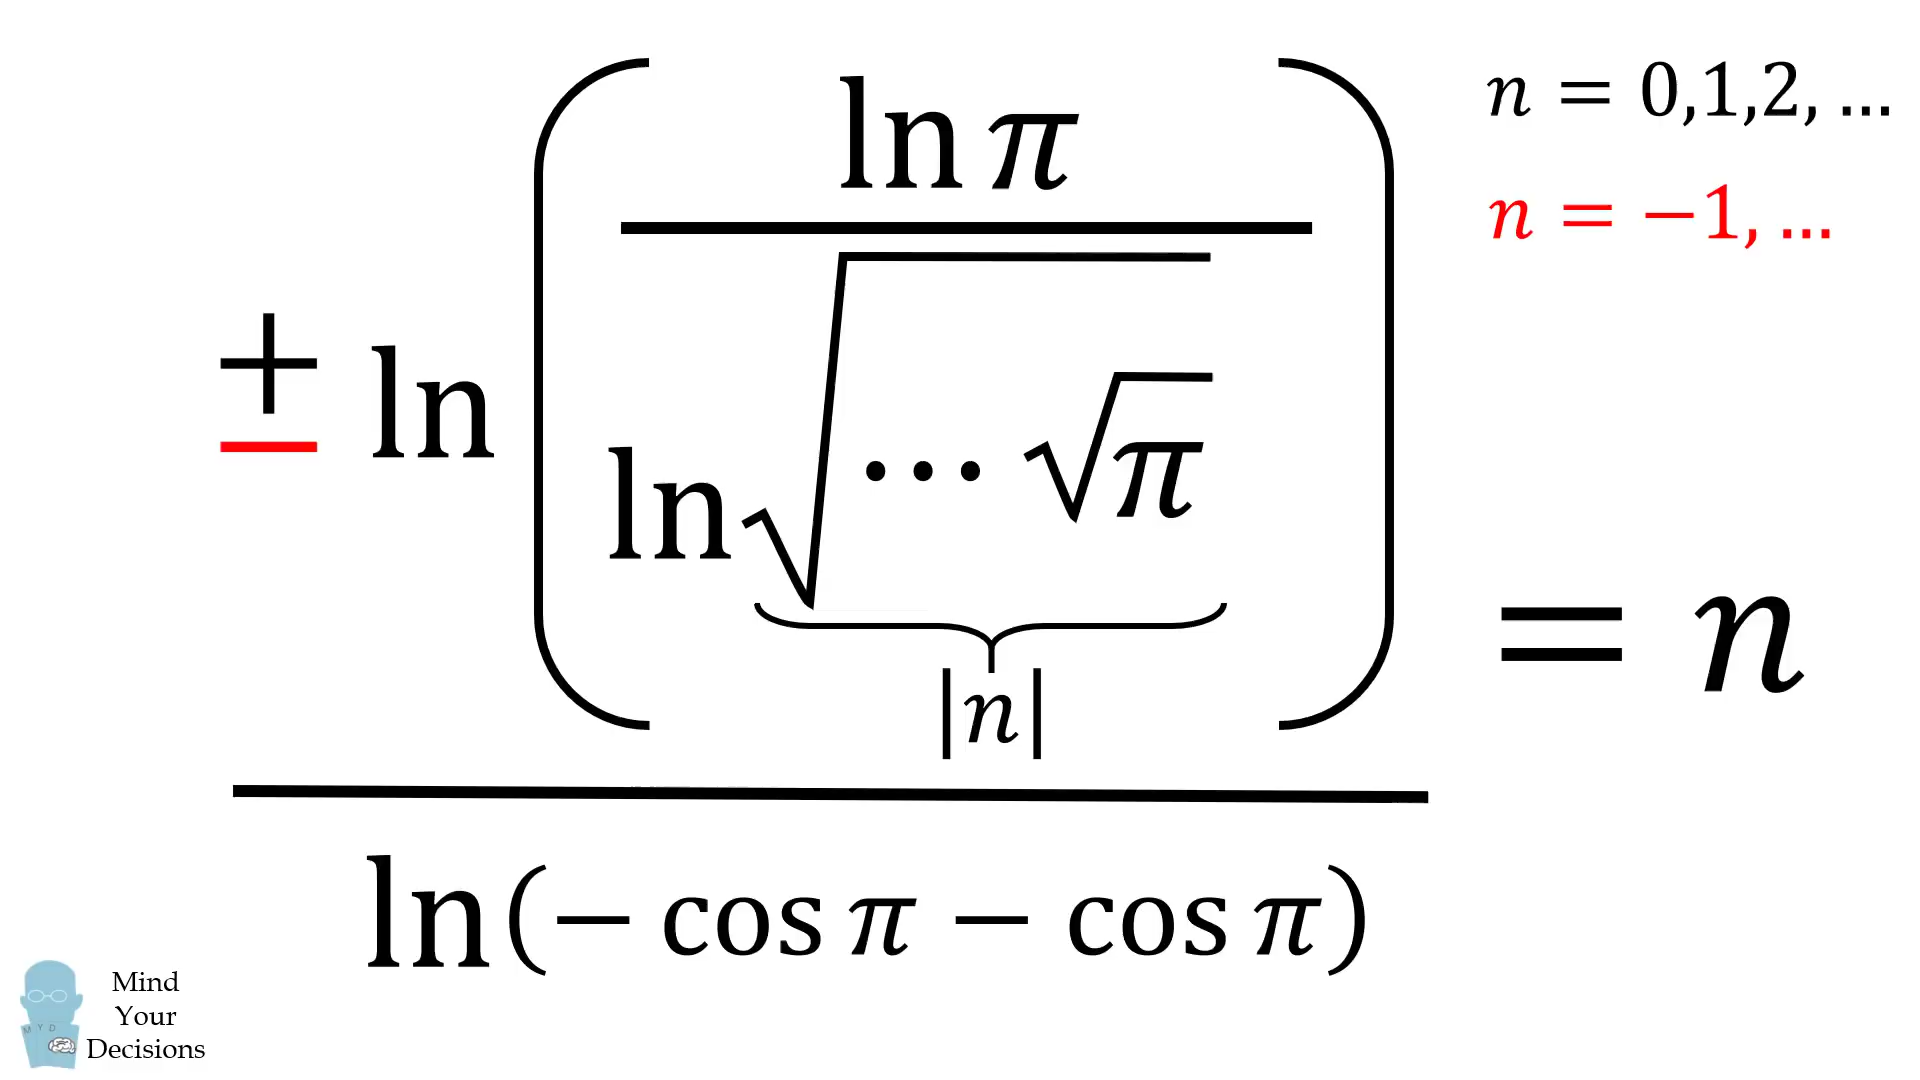 n = 0,1,2, …
n = −1, …
ln π
± ln
ln √ … √π
|n|
= n
ln(− cos π − cos π)
M Y D
Mind
Your
Decisions